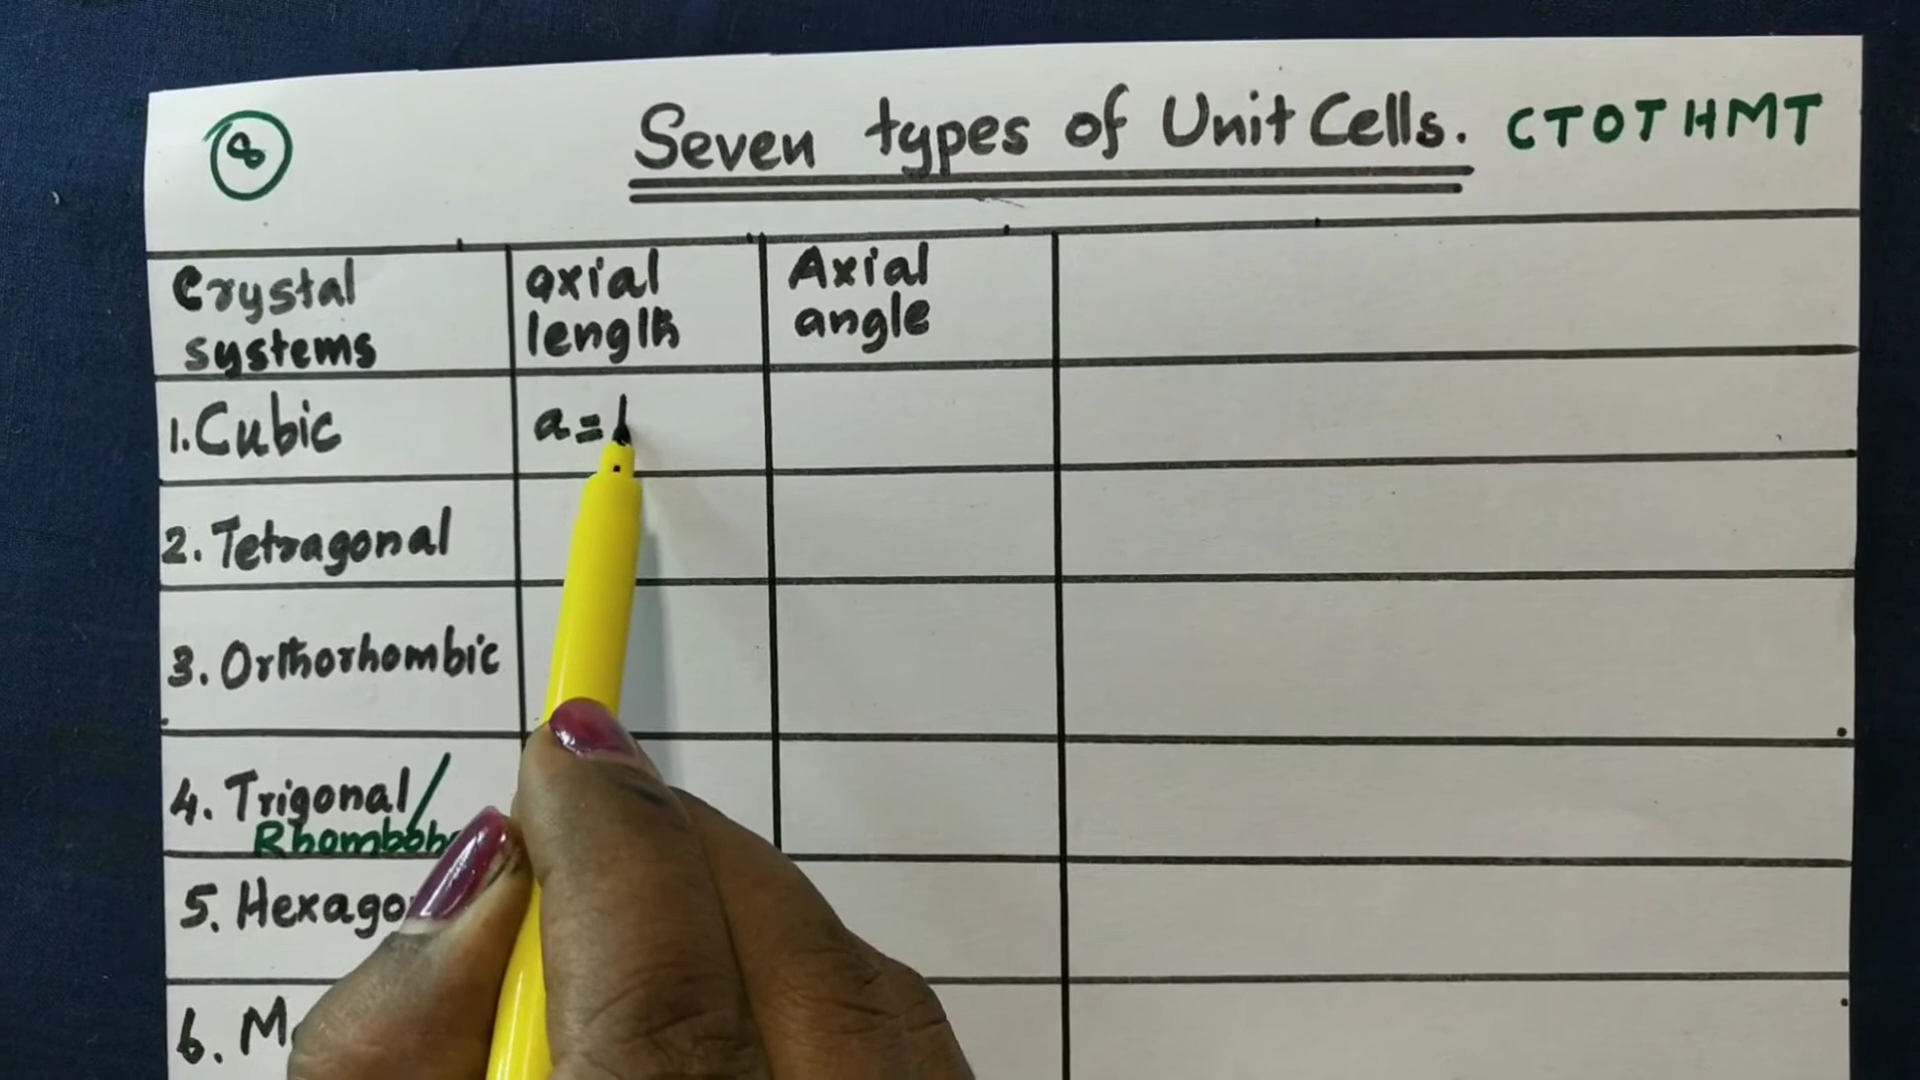 8
Seven types of Unit Cells. CTOTHMT
Crystal systems
axial length
Axial angle
1. Cubic
a =
2. Tetragonal
3. Orthorhombic
4. Trigonal/
5.
6.